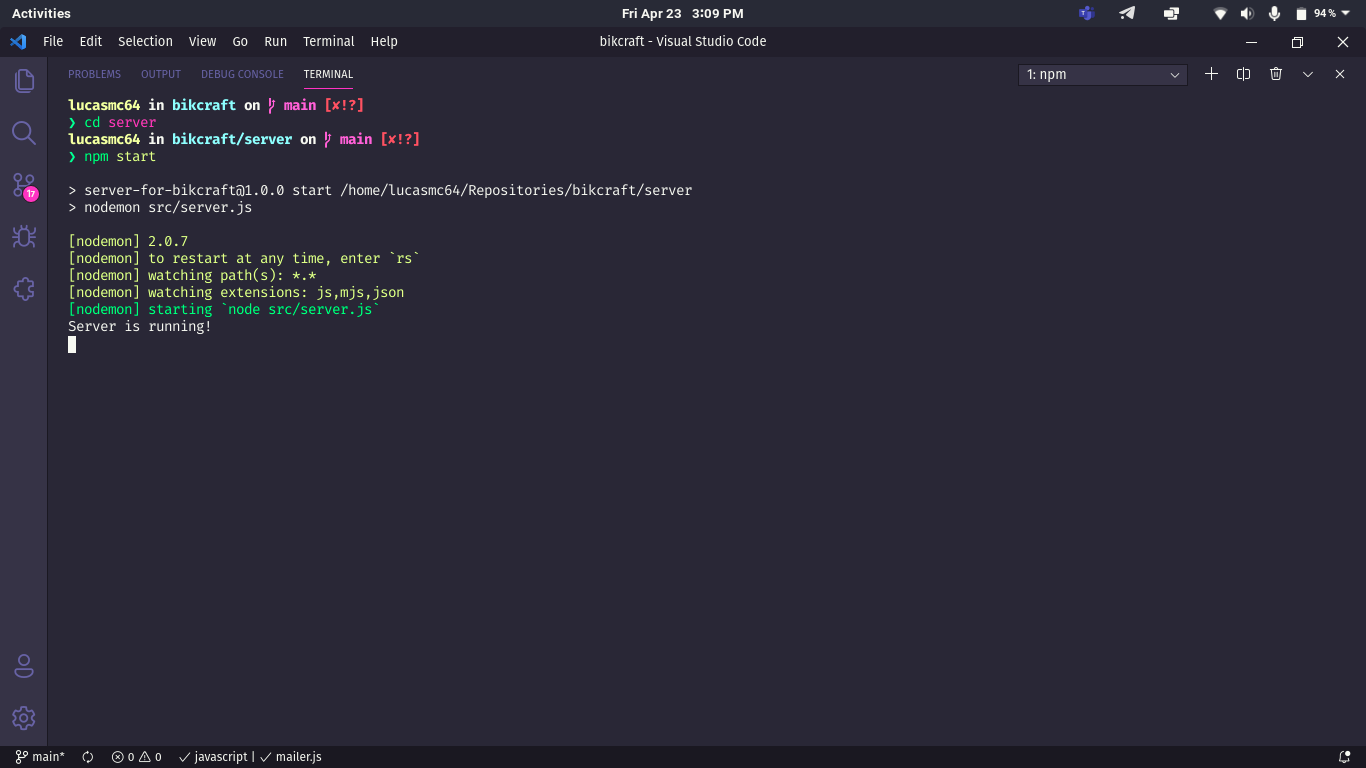 Activities
Fri Apr 23 3:09 PM
94 %
File Edit Selection View Go Run Terminal Help
bikcraft - Visual Studio Code
PROBLEMS OUTPUT DEBUG CONSOLE TERMINAL
1: npm
lucasmc64 in bikcraft on main [✘!?]
❯ cd server
lucasmc64 in bikcraft/server on main [✘!?]
❯ npm start
> server-for-bikcraft@1.0.0 start /home/lucasmc64/Repositories/bikcraft/server
> nodemon src/server.js
[nodemon] 2.0.7
[nodemon] to restart at any time, enter `rs`
[nodemon] watching path(s): *.*
[nodemon] watching extensions: js,mjs,json
[nodemon] starting `node src/server.js`
Server is running!
17
main* 0 0 javascript | mailer.js